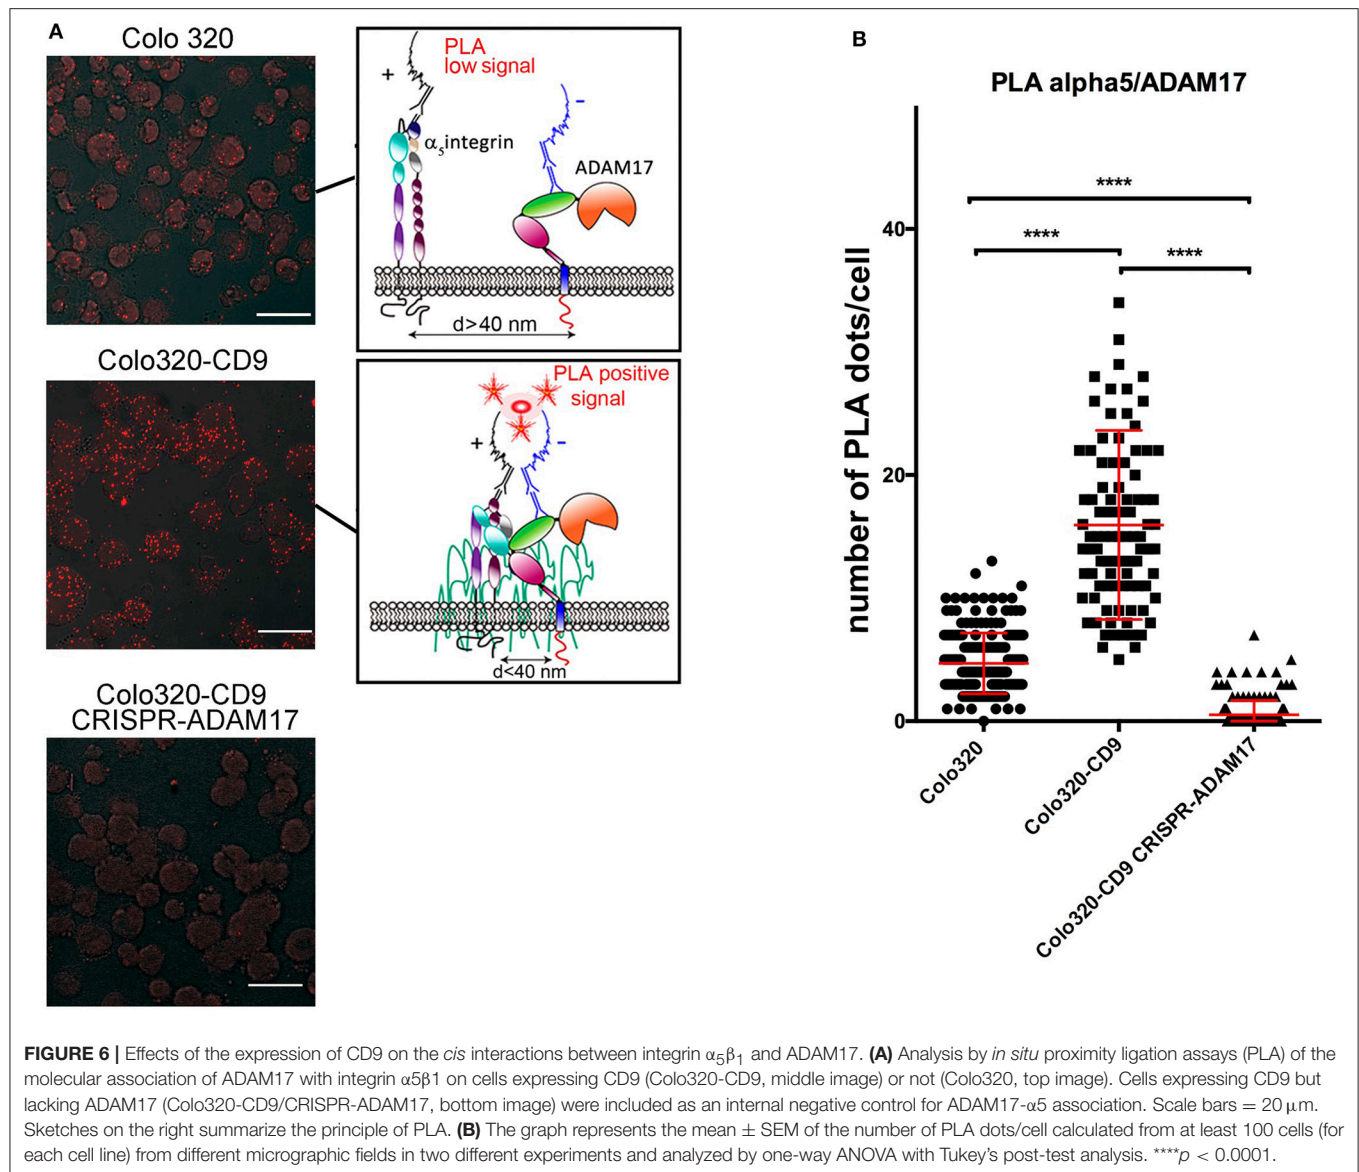 A
Colo 320
PLA
low signal
+
-
α5integrin
ADAM17
d>40 nm
Colo320-CD9
PLA positive
signal
+
-
d<40 nm
Colo320-CD9
CRISPR-ADAM17
B
PLA alpha5/ADAM17
****
****
****
number of PLA dots/cell
40
20
0
Colo320
Colo320-CD9
Colo320-CD9 CRISPR-ADAM17
FIGURE 6 | Effects of the expression of CD9 on the cis interactions between integrin α5β1 and ADAM17. (A) Analysis by in situ proximity ligation assays (PLA) of the
molecular association of ADAM17 with integrin α5β1 on cells expressing CD9 (Colo320-CD9, middle image) or not (Colo320, top image). Cells expressing CD9 but
lacking ADAM17 (Colo320-CD9/CRISPR-ADAM17, bottom image) were included as an internal negative control for ADAM17-α5 association. Scale bars = 20 μm.
Sketches on the right summarize the principle of PLA. (B) The graph represents the mean ± SEM of the number of PLA dots/cell calculated from at least 100 cells (for
each cell line) from different micrographic fields in two different experiments and analyzed by one-way ANOVA with Tukey's post-test analysis. ****p < 0.0001.